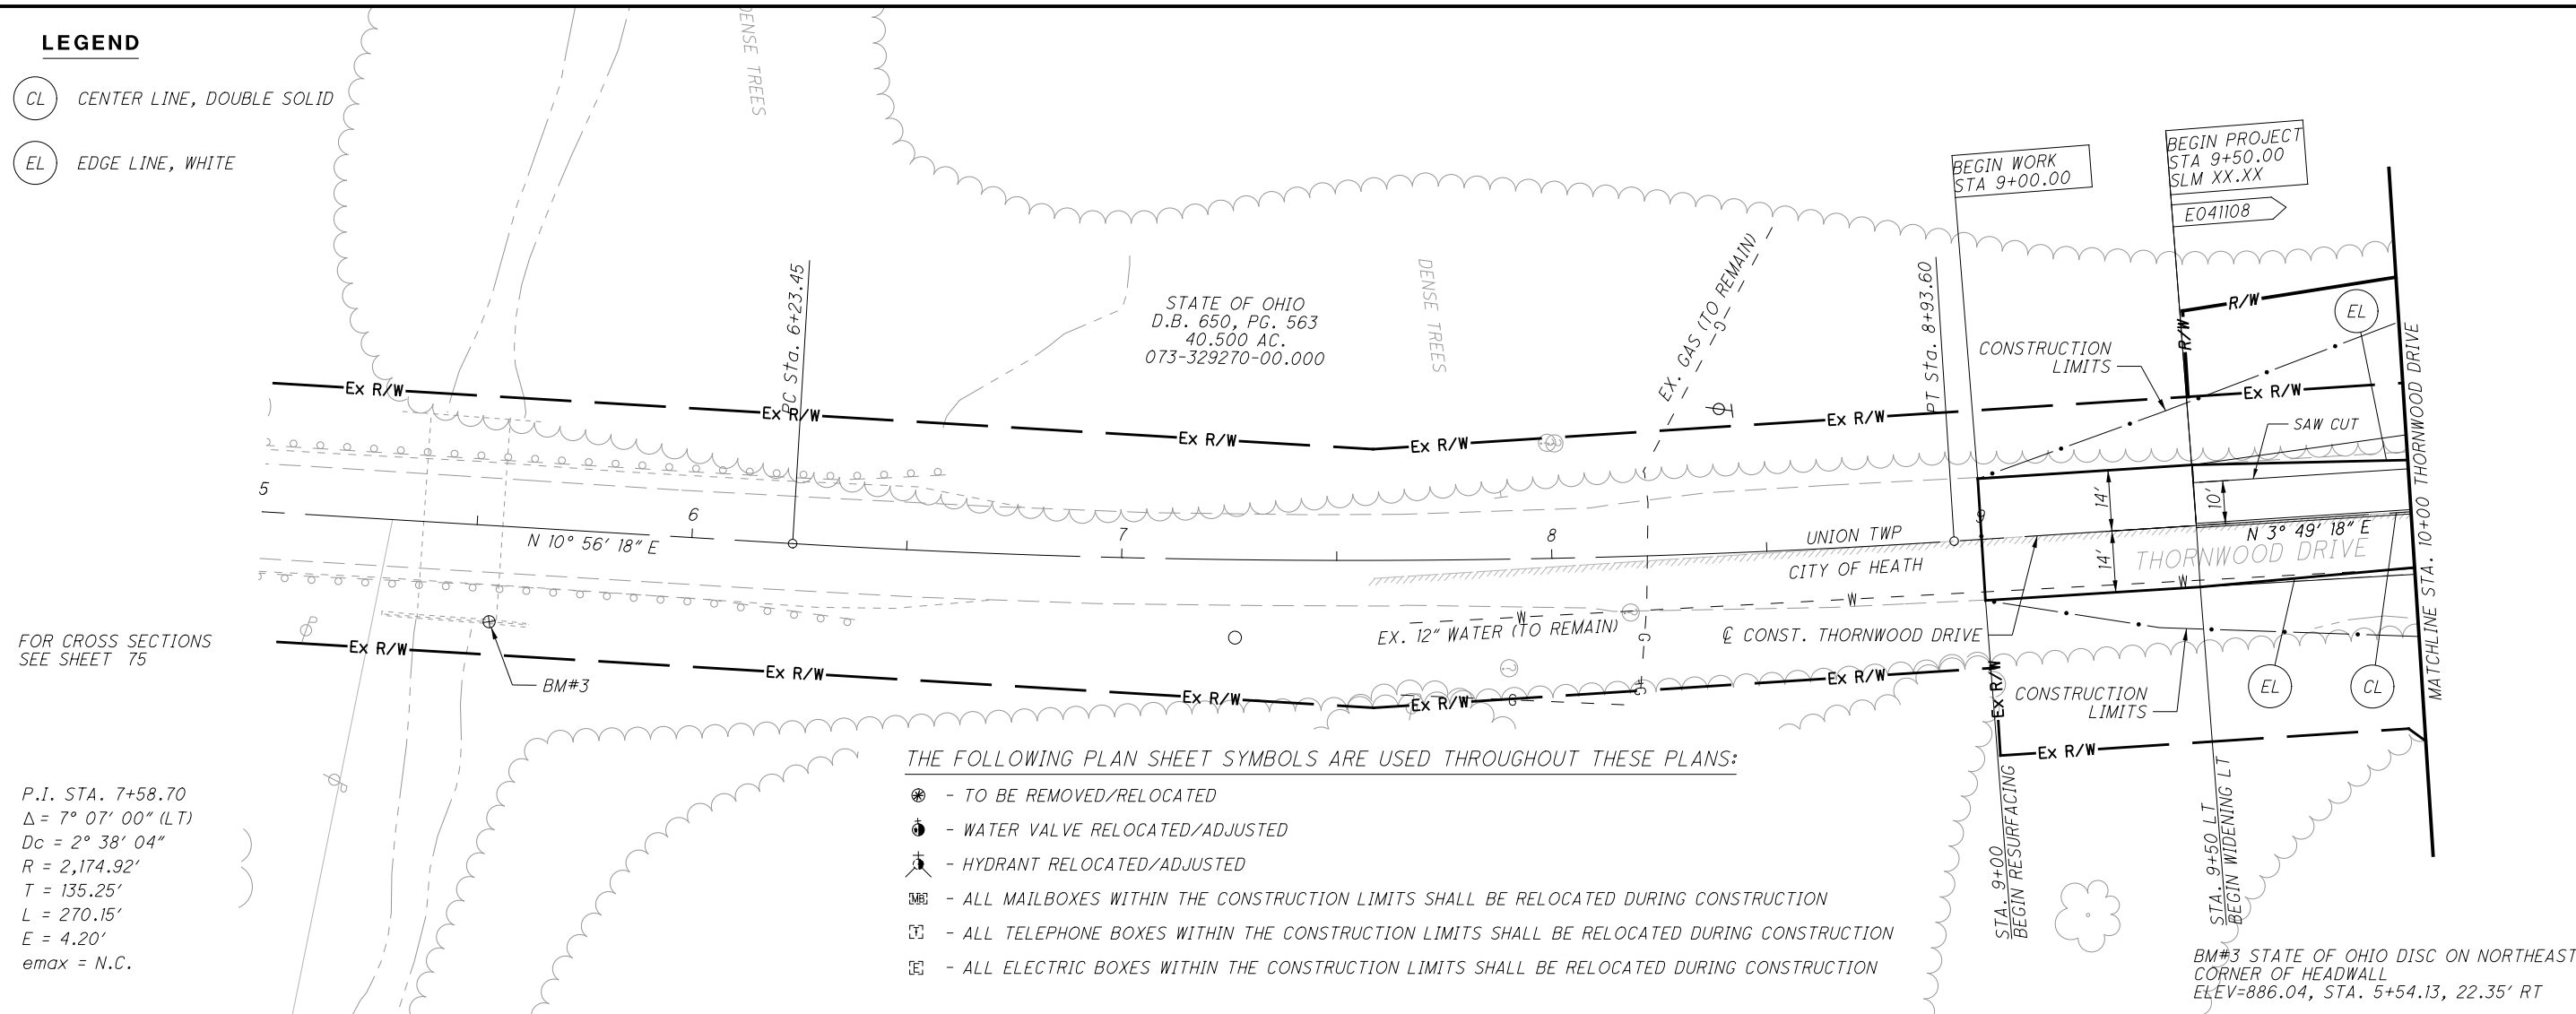 LEGEND
CL CENTER LINE, DOUBLE SOLID
EL EDGE LINE, WHITE
DENSE TREES
BEGIN WORK
STA 9+00.00
BEGIN PROJECT
STA 9+50.00
SLM XX.XX
E041108
PC Sta. 6+23.45
STATE OF OHIO
D.B. 650, PG. 563
40.500 AC.
073-329270-00.000
DENSE TREES
EX. GAS (TO REMAIN)
G
PT Sta. 8+93.60
CONSTRUCTION
LIMITS
R/W
R/W
EL
Ex R/W
Ex R/W
Ex R/W
Ex R/W
Ex R/W
Ex R/W
SAW CUT
MATCHLINE STA. 10+00 THORNWOOD DRIVE
5
6
7
8
9
N 10° 56' 18" E
UNION TWP
CITY OF HEATH
14'
14'
10'
N 3° 49' 18" E
THORNWOOD DRIVE
W
W
W
EX. 12" WATER (TO REMAIN)
G
G
G
℄ CONST. THORNWOOD DRIVE
FOR CROSS SECTIONS
SEE SHEET 75
BM#3
Ex R/W
Ex R/W
Ex R/W
Ex R/W
Ex R/W
Ex R/W
Ex R/W
CONSTRUCTION
LIMITS
EL
CL
STA. 9+00
BEGIN RESURFACING
STA. 9+50 LT
BEGIN WIDENING LT
P.I. STA. 7+58.70
Δ = 7° 07' 00" (LT)
Dc = 2° 38' 04"
R = 2,174.92'
T = 135.25'
L = 270.15'
E = 4.20'
emax = N.C.
THE FOLLOWING PLAN SHEET SYMBOLS ARE USED THROUGHOUT THESE PLANS:
- TO BE REMOVED/RELOCATED
- WATER VALVE RELOCATED/ADJUSTED
- HYDRANT RELOCATED/ADJUSTED
MB - ALL MAILBOXES WITHIN THE CONSTRUCTION LIMITS SHALL BE RELOCATED DURING CONSTRUCTION
T - ALL TELEPHONE BOXES WITHIN THE CONSTRUCTION LIMITS SHALL BE RELOCATED DURING CONSTRUCTION
E - ALL ELECTRIC BOXES WITHIN THE CONSTRUCTION LIMITS SHALL BE RELOCATED DURING CONSTRUCTION
BM#3 STATE OF OHIO DISC ON NORTHEAST
CORNER OF HEADWALL
ELEV=886.04, STA. 5+54.13, 22.35' RT